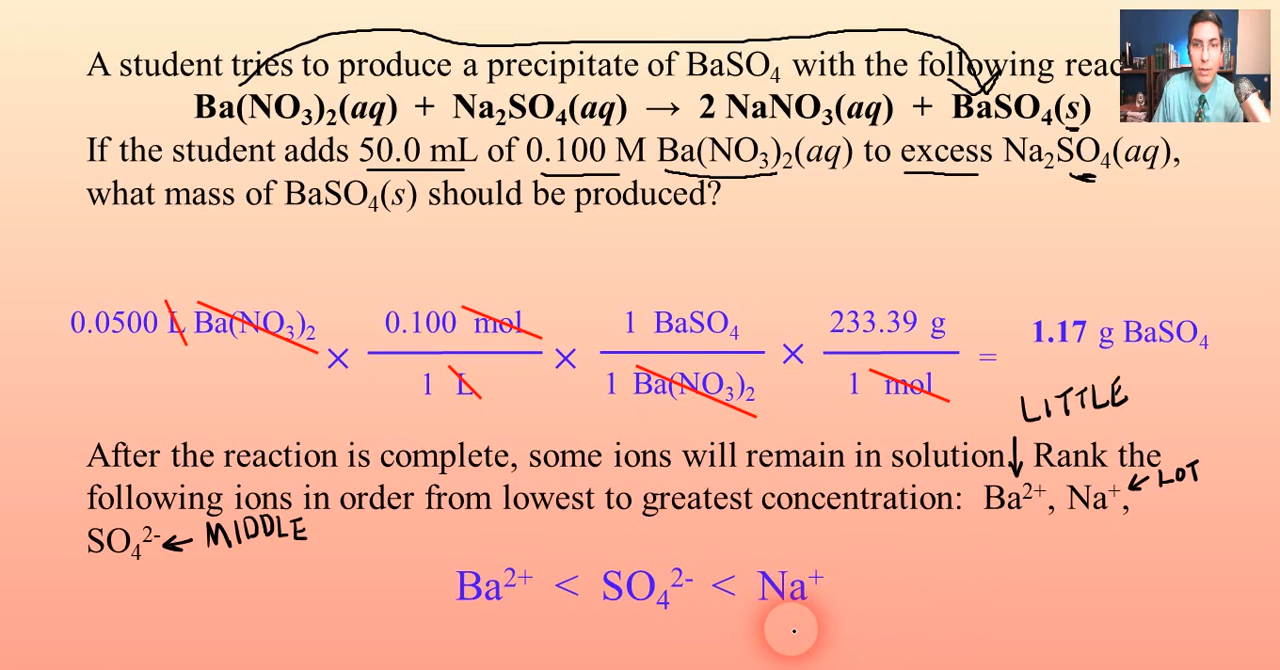 A student tries to produce a precipitate of BaSO₄ with the following reac
Ba(NO₃)₂(aq) + Na₂SO₄(aq) → 2 NaNO₃(aq) + BaSO₄(s)
If the student adds 50.0 mL of 0.100 M Ba(NO₃)₂(aq) to excess Na₂SO₄(aq),
what mass of BaSO₄(s) should be produced?
0.0500 L Ba(NO₃)₂ × 0.100 mol / 1 L × 1 BaSO₄ / 1 Ba(NO₃)₂ × 233.39 g / 1 mol = 1.17 g BaSO₄
LITTLE
After the reaction is complete, some ions will remain in solution. Rank the
following ions in order from lowest to greatest concentration: Ba²⁺, Na⁺, ← LOT
SO₄²⁻ ← MIDDLE
Ba²⁺ < SO₄²⁻ < Na⁺